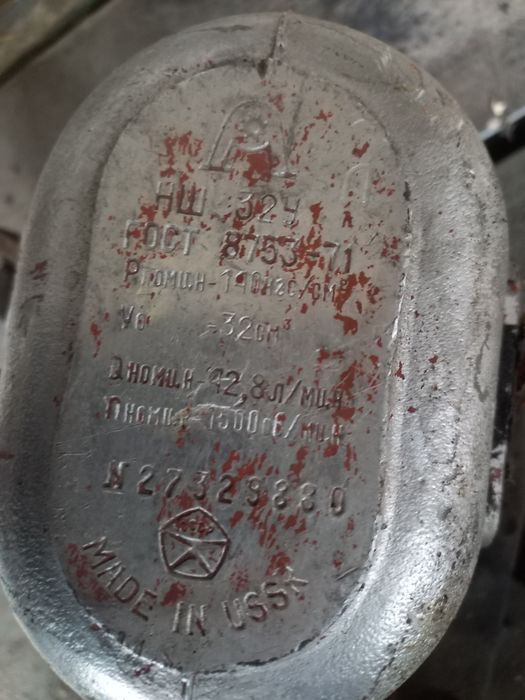 НШ 32У
ГОСТ 8753-71
Рномин-140кгс/см²
Vо =32см³
Qномин-42,8л/мин
nномин-1500об/мин
N27329880
MADE IN USSR